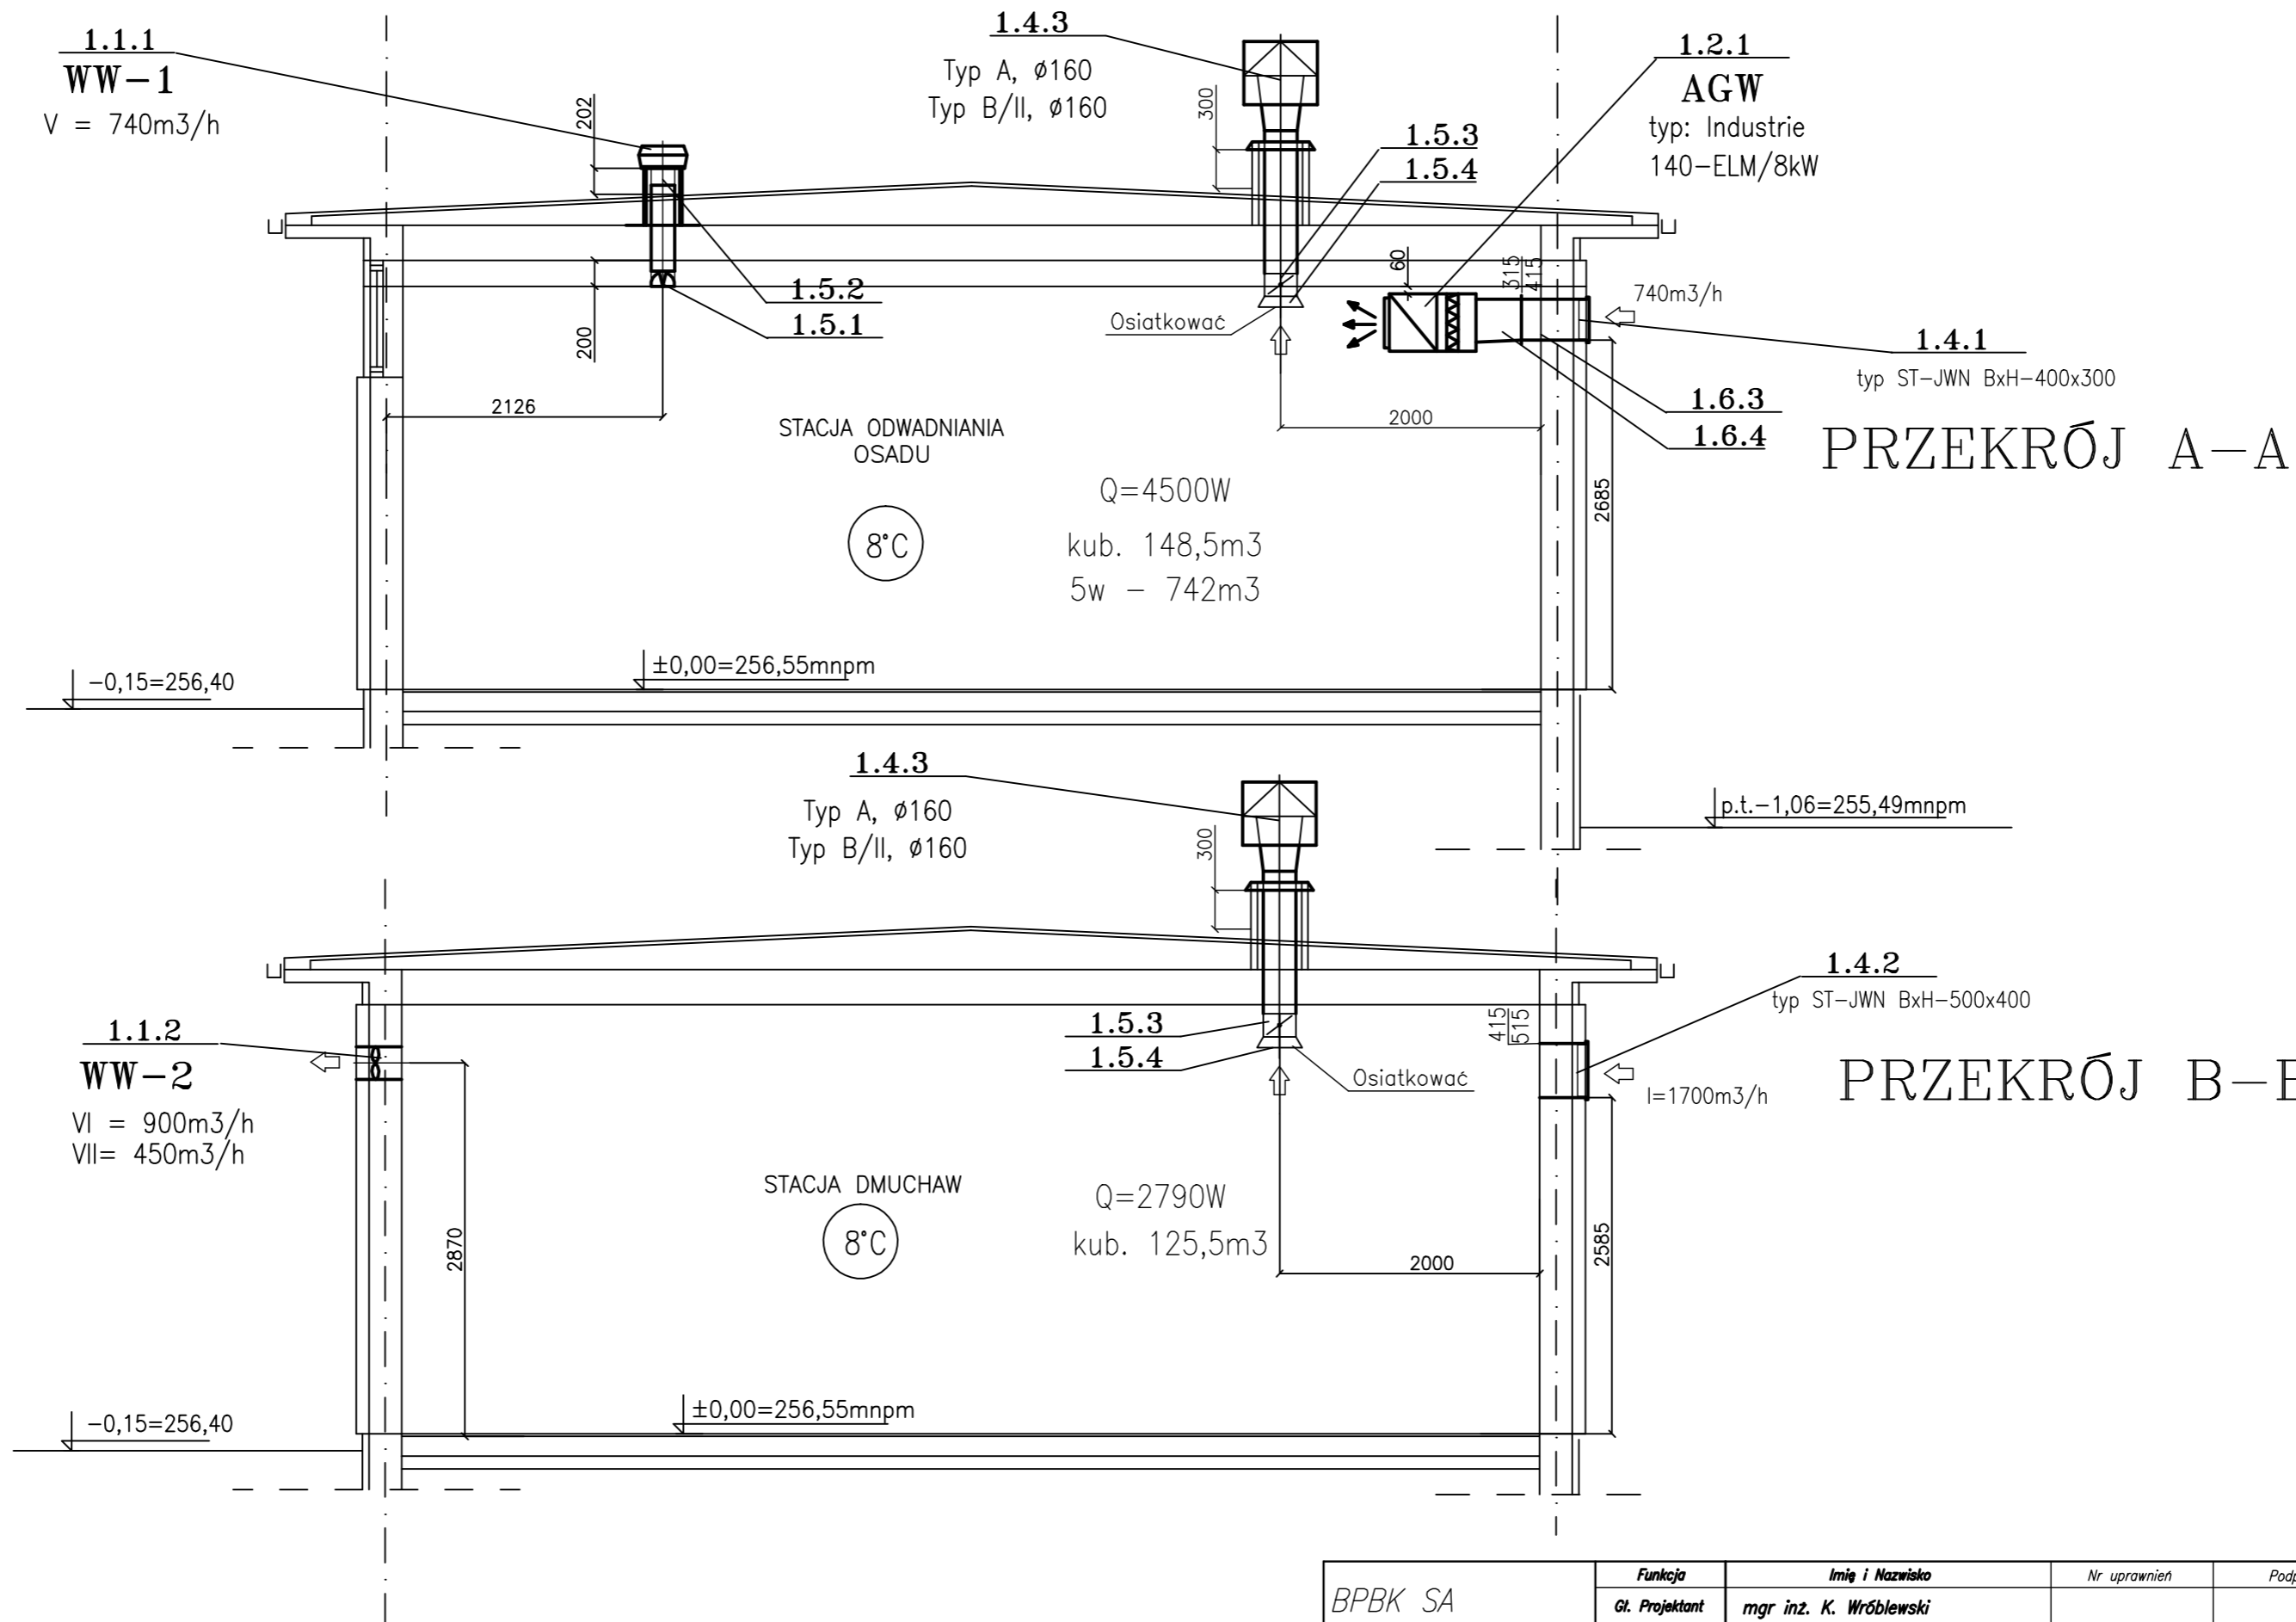 1.1.1
WW-1
V = 740m3/h
202
1.4.3
Typ A, ø160
Typ B/II, ø160
300
1.2.1
AGW
typ: Industrie
140-ELM/8kW
1.5.3
1.5.4
60
315
415
740m3/h
1.5.2
1.5.1
200
Osiatkować
1.4.1
typ ST-JWN BxH-400x300
2126
2000
1.6.3
1.6.4
PRZEKRÓJ A-A
STACJA ODWADNIANIA
OSADU
8°C
Q=4500W
kub. 148,5m3
5w - 742m3
2685
-0,15=256,40
±0,00=256,55mnpm
p.t.-1,06=255,49mnpm
1.4.3
Typ A, ø160
Typ B/II, ø160
300
1.4.2
typ ST-JWN BxH-500x400
1.1.2
WW-2
VI = 900m3/h
VII= 450m3/h
1.5.3
1.5.4
Osiatkować
415
515
I=1700m3/h
PRZEKRÓJ B-
STACJA DMUCHAW
8°C
Q=2790W
kub. 125,5m3
2870
2000
2585
-0,15=256,40
±0,00=256,55mnpm
BPBK SA
Funkcja
Imię i Nazwisko
Nr uprawnień
Podp
Gł. Projektant
mgr inż. K. Wróblewski